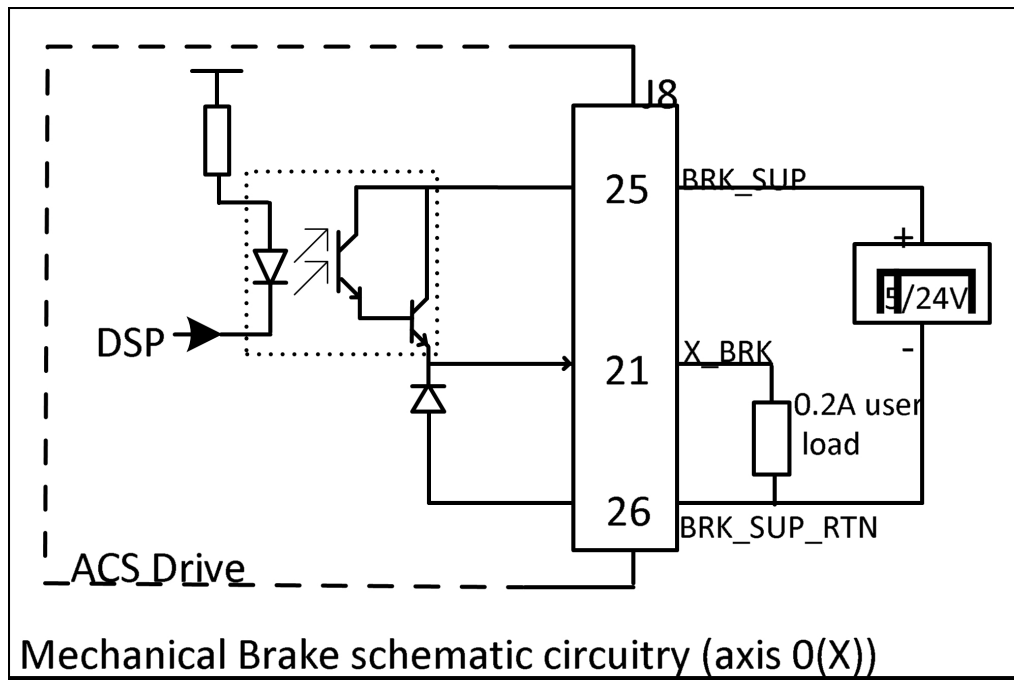 J8
25
BRK_SUP
+
5/24V
DSP
-
21
X_BRK
0.2A user
load
26
BRK_SUP_RTN
ACS Drive
Mechanical Brake schematic circuitry (axis 0(X))